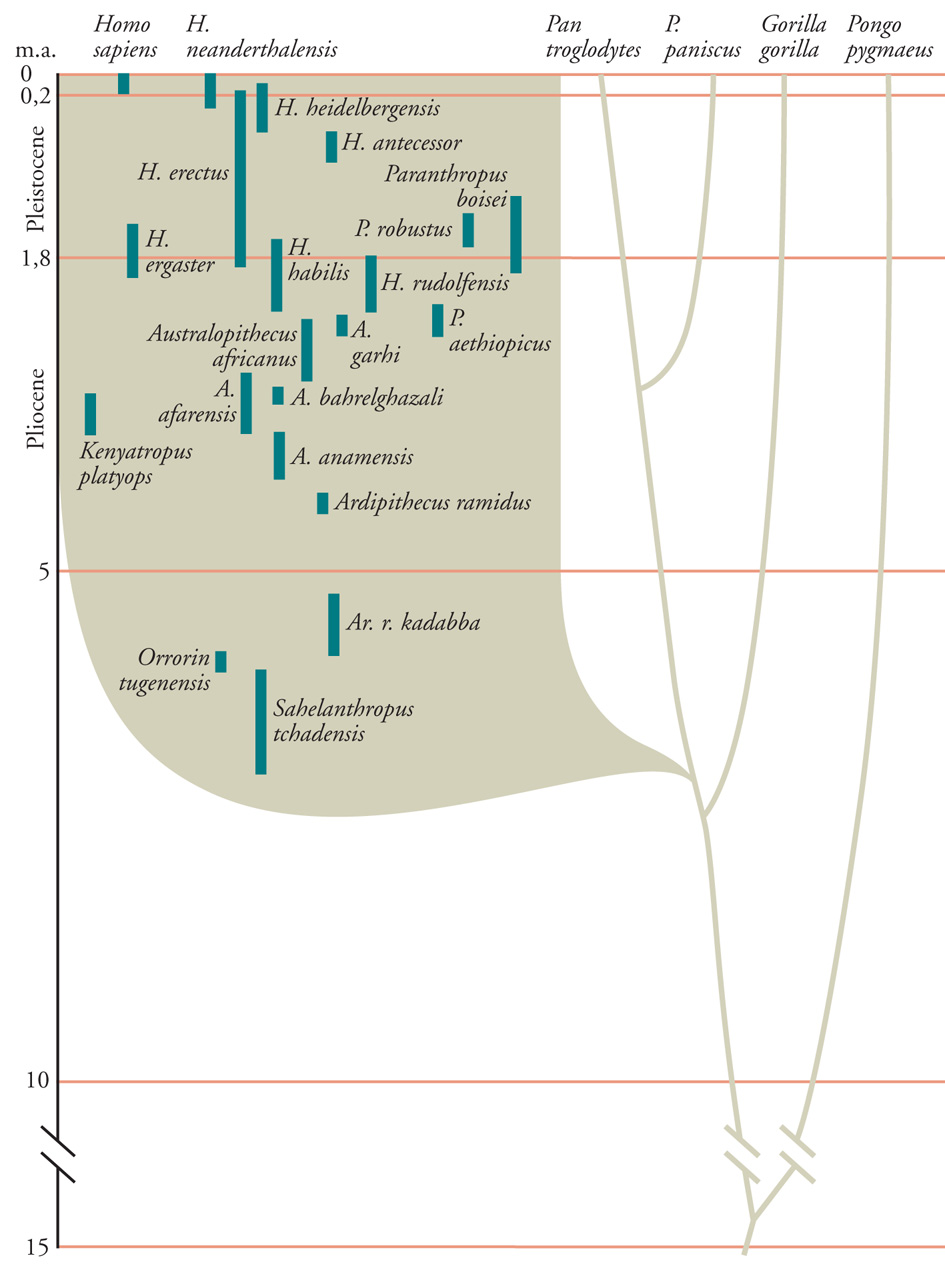 Homo
sapiens
H.
neanderthalensis
Pan
troglodytes
P.
paniscus
Gorilla
gorilla
Pongo
pygmaeus
m.a.
0
0,2
Pleistocene
1,8
Pliocene
5
10
15
H. heidelbergensis
H. antecessor
H. erectus
Paranthropus
boisei
P. robustus
H.
ergaster
H.
habilis
H. rudolfensis
Australopithecus
africanus
A.
garhi
P.
aethiopicus
A.
afarensis
A. bahrelghazali
Kenyatropus
platyops
A. anamensis
Ardipithecus ramidus
Ar. r. kadabba
Orrorin
tugenensis
Sahelanthropus
tchadensis